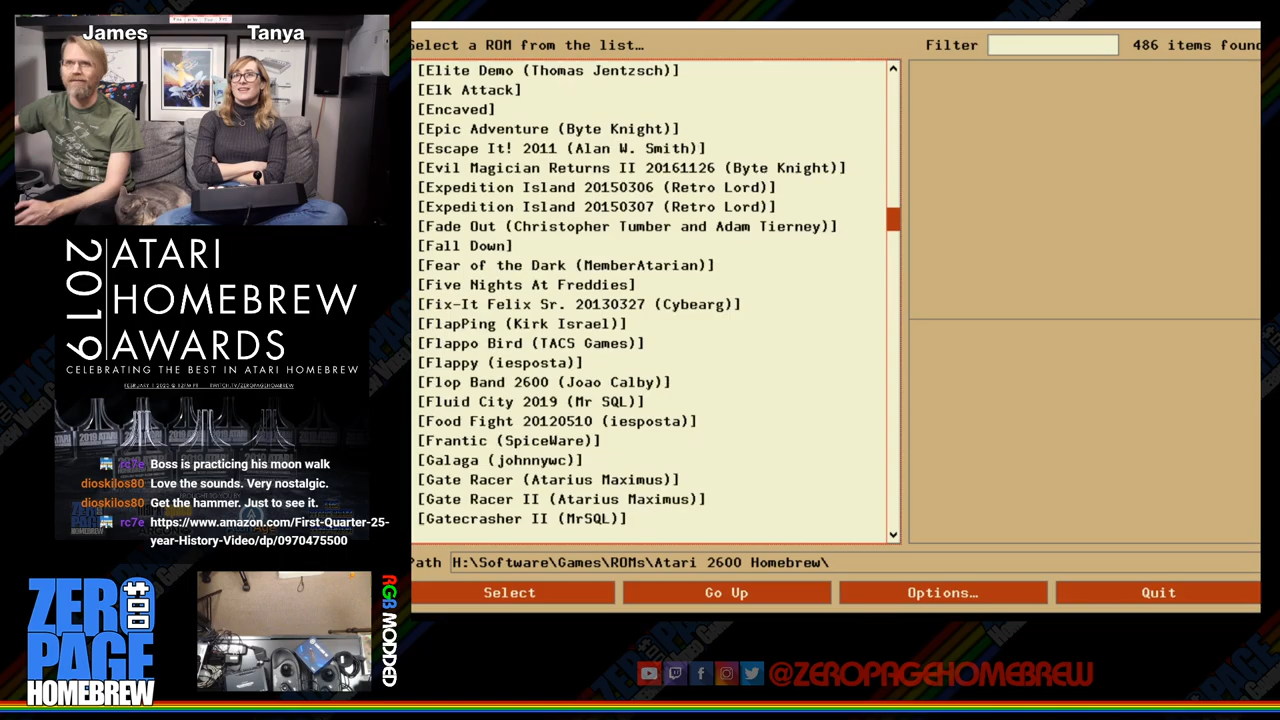 James
Tanya
2019
ATARI
HOMEBREW
AWARDS
CELEBRATING THE BEST IN ATARI HOMEBREW
rc7e Boss is practicing his moon walk
dioskilos80 Love the sounds. Very nostalgic.
dioskilos80 Get the hammer. Just to see it.
rc7e https://www.amazon.com/First-Quarter-25-
year-History-Video/dp/0970475500
ZERO
PAGE
HOMEBREW
RGB MODDED
Select a ROM from the list…
Filter
486 items found
[Elite Demo (Thomas Jentzsch)]
[Elk Attack]
[Encaved]
[Epic Adventure (Byte Knight)]
[Escape It! 2011 (Alan W. Smith)]
[Evil Magician Returns II 20161126 (Byte Knight)]
[Expedition Island 20150306 (Retro Lord)]
[Expedition Island 20150307 (Retro Lord)]
[Fade Out (Christopher Tumber and Adam Tierney)]
[Fall Down]
[Fear of the Dark (MemberAtarian)]
[Five Nights At Freddies]
[Fix-It Felix Sr. 20130327 (Cybearg)]
[FlapPing (Kirk Israel)]
[Flappo Bird (TACS Games)]
[Flappy (iesposta)]
[Flop Band 2600 (Joao Calby)]
[Fluid City 2019 (Mr SQL)]
[Food Fight 20120510 (iesposta)]
[Frantic (SpiceWare)]
[Galaga (johnnywc)]
[Gate Racer (Atarius Maximus)]
[Gate Racer II (Atarius Maximus)]
[Gatecrasher II (MrSQL)]
Path H:\Software\Games\ROMs\Atari 2600 Homebrew\
Select
Go Up
Options…
Quit
@ZEROPAGEHOMEBREW